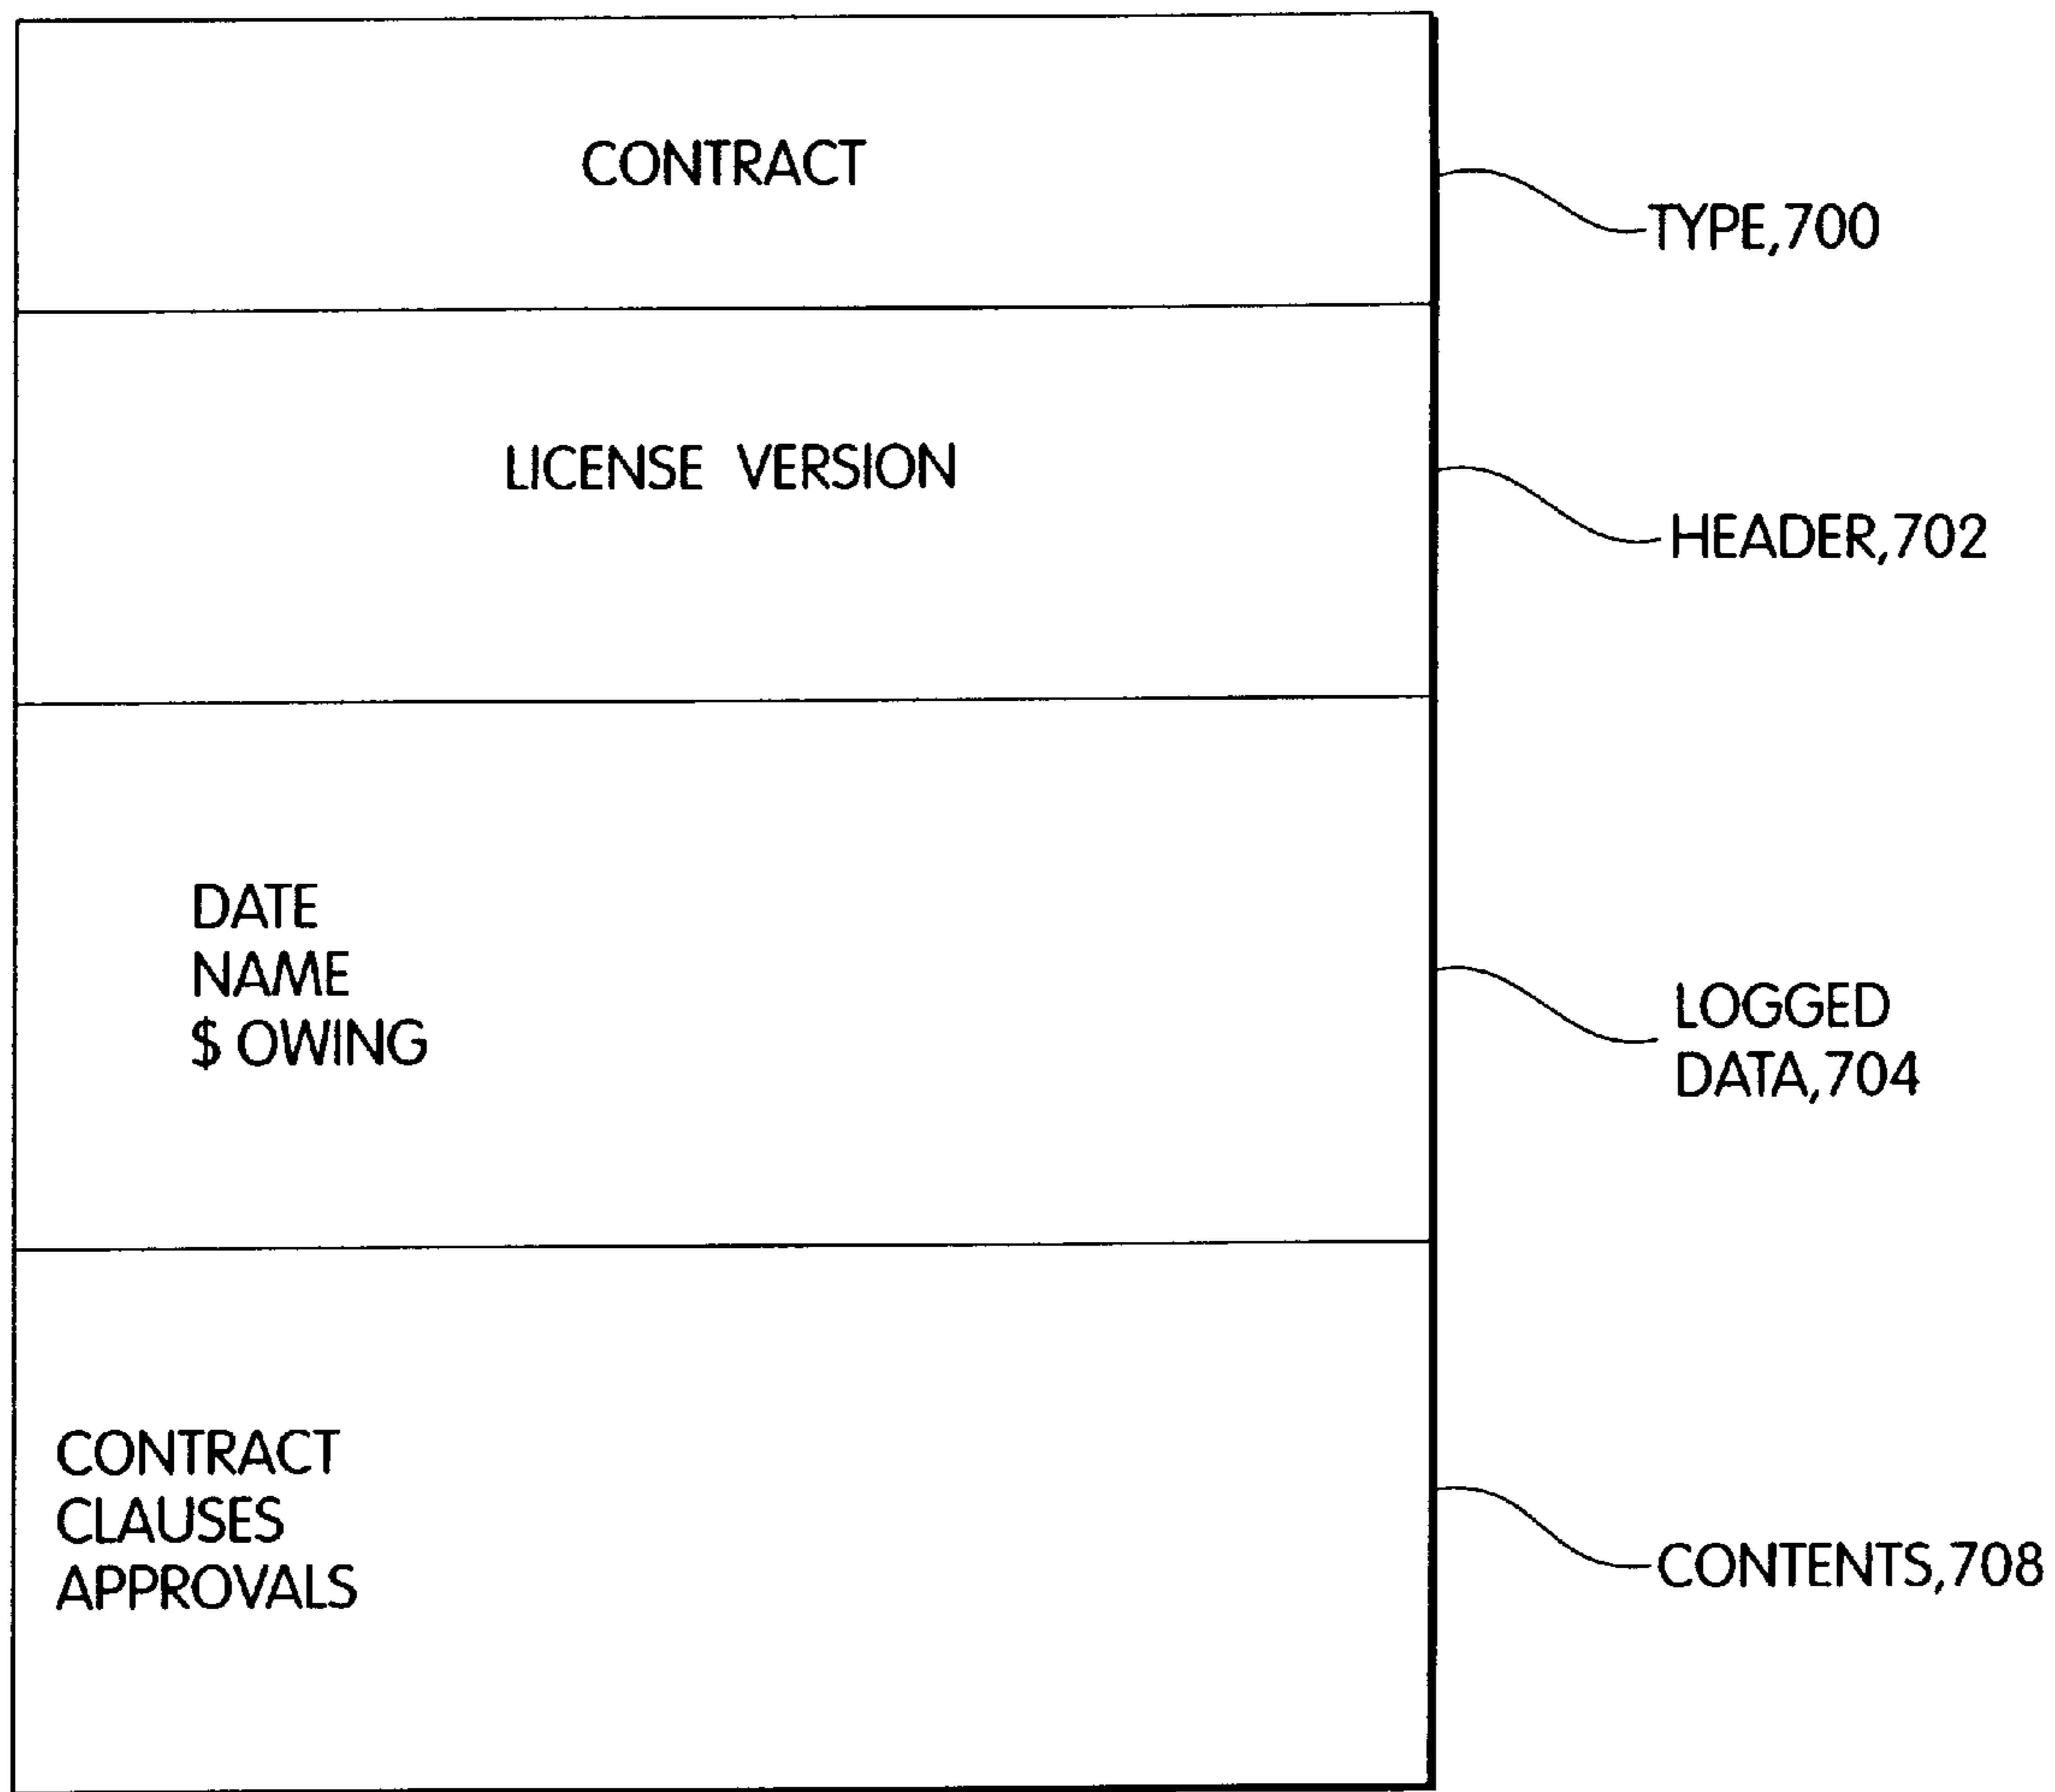 CONTRACT
TYPE,700
LICENSE VERSION
HEADER,702
DATE
NAME
$ OWING
LOGGED
DATA,704
CONTRACT
CLAUSES
APPROVALS
CONTENTS,708